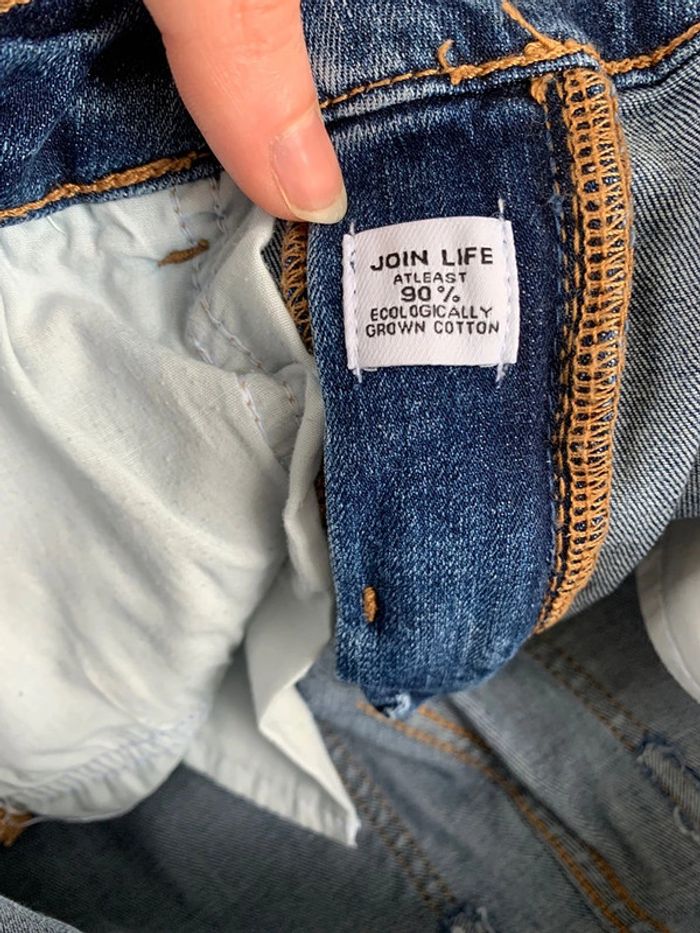 JOIN LIFE
ATLEAST
90%
ECOLOGICALLY
GROWN COTTON